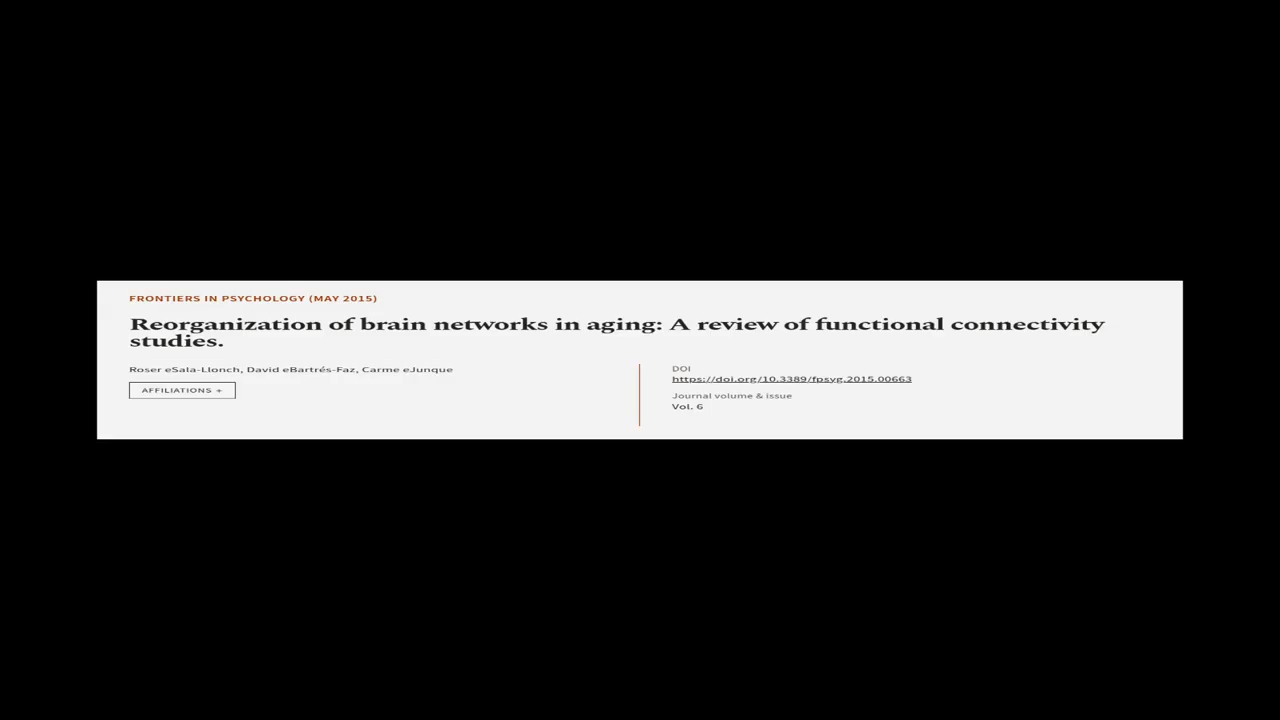 FRONTIERS IN PSYCHOLOGY (MAY 2015)
Reorganization of brain networks in aging: A review of functional connectivity
studies.
Roser eSala-Llonch, David eBartrés-Faz, Carme eJunque
AFFILIATIONS +
DOI
https://doi.org/10.3389/fpsyg.2015.00663
Journal volume & issue
Vol. 6